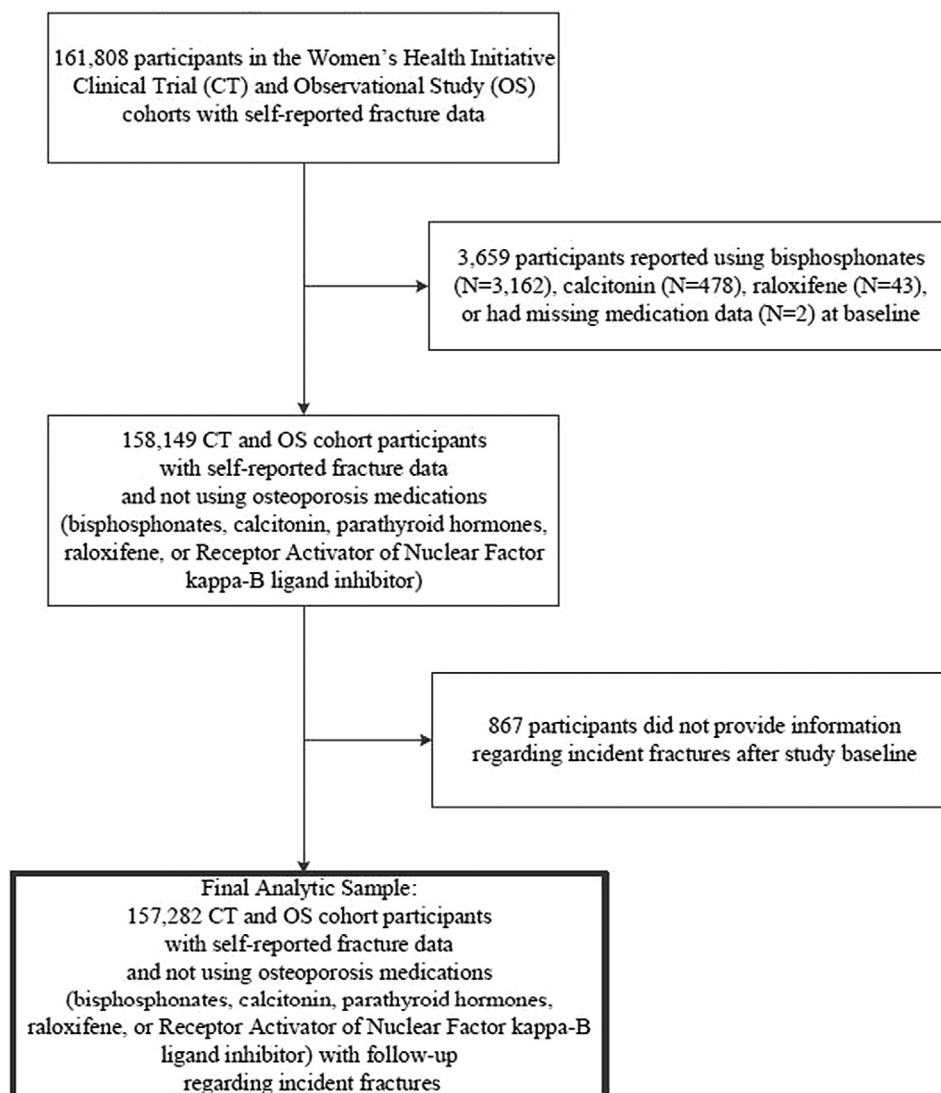 161,808 participants in the Women’s Health Initiative
Clinical Trial (CT) and Observational Study (OS)
cohorts with self-reported fracture data
3,659 participants reported using bisphosphonates
(N=3,162), calcitonin (N=478), raloxifene (N=43),
or had missing medication data (N=2) at baseline
158,149 CT and OS cohort participants
with self-reported fracture data
and not using osteoporosis medications
(bisphosphonates, calcitonin, parathyroid hormones,
raloxifene, or Receptor Activator of Nuclear Factor
kappa-B ligand inhibitor)
867 participants did not provide information
regarding incident fractures after study baseline
Final Analytic Sample:
157,282 CT and OS cohort participants
with self-reported fracture data
and not using osteoporosis medications
(bisphosphonates, calcitonin, parathyroid hormones,
raloxifene, or Receptor Activator of Nuclear Factor kappa-B
ligand inhibitor) with follow-up
regarding incident fractures